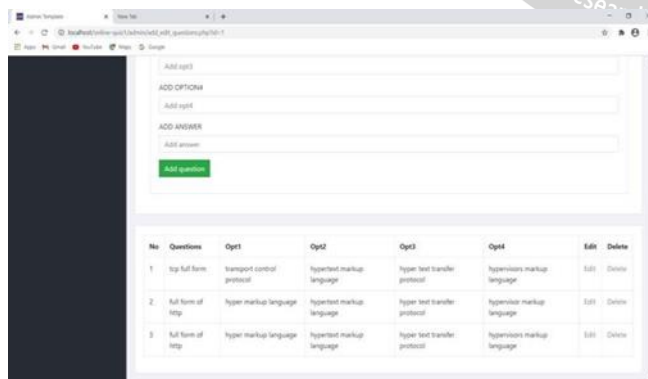 Admin Template
New Tab
localhost/online-quiz1/admin/add_edit_questions.php?id=1
Apps Gmail YouTube Maps Google
Add opt3
ADD OPTION4
Add opt4
ADD ANSWER
Add answer
Add question
No Questions Opt1 Opt2 Opt3 Opt4 Edit Delete
1 tcp full form transport control hypertext markup hyper text transfer hypervisors markup Edit Delete
protocol language protocol language
2 full form of hyper markup language hypertext markup hyper text transfer hypervisor markup Edit Delete
http language protocol language
3 full form of hyper markup language hypertext markup hyper text transfer hypervisors markup Edit Delete
http language protocol language